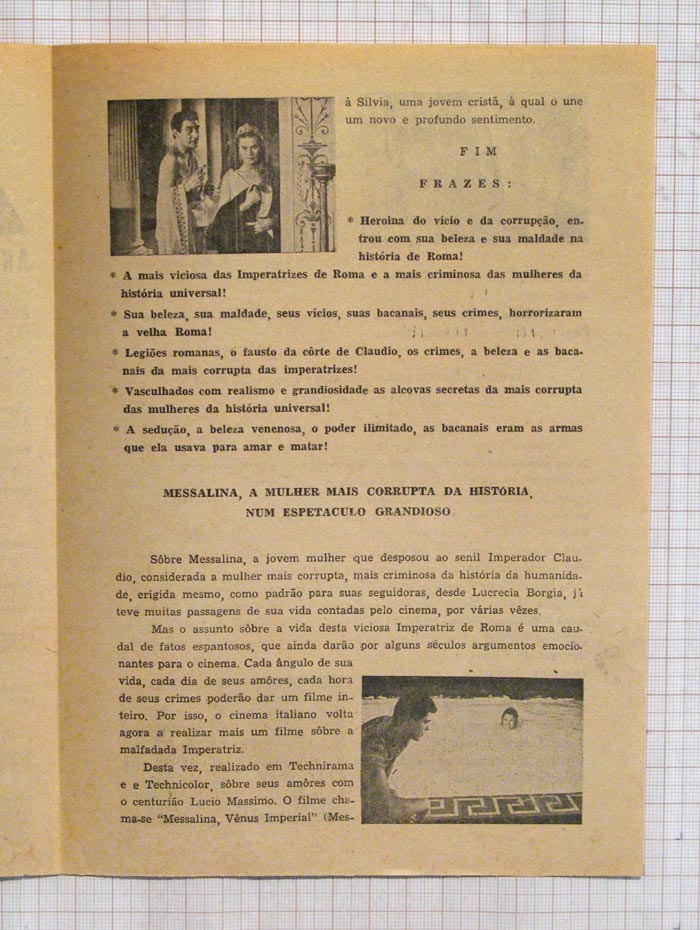 à Silvia, uma jovem cristã, à qual o une
um novo e profundo sentimento.
F I M
F R A Z E S :
* Heroina do vicio e da corrupção, en-
trou com sua beleza e sua maldade na
história de Roma!
* A mais viciosa das Imperatrizes de Roma e a mais criminosa das mulheres da
história universal!
* Sua beleza, sua maldade, seus vícios, suas bacanais, seus crimes, horrorizaram
a velha Roma!
* Legiões romanas, o fausto da côrte de Claudio, os crimes, a beleza e as baca-
nais da mais corrupta das imperatrizes!
* Vasculhados com realismo e grandiosidade as alcovas secretas da mais corrupta
das mulheres da história universal!
* A sedução, a beleza venenosa, o poder ilimitado, as bacanais eram as armas
que ela usava para amar e matar!
MESSALINA, A MULHER MAIS CORRUPTA DA HISTÓRIA,
NUM ESPETACULO GRANDIOSO
Sôbre Messalina, a jovem mulher que desposou ao senil Imperador Clau-
dio, considerada a mulher mais corrupta, mais criminosa da história da humanida-
de, erigida mesmo, como padrão para suas seguidoras, desde Lucrecia Borgia, já
teve muitas passagens de sua vida contadas pelo cinema, por várias vêzes.
Mas o assunto sôbre a vida desta viciosa Imperatriz de Roma é uma cau-
dal de fatos espantosos, que ainda darão por alguns séculos argumentos emocio-
nantes para o cinema. Cada ângulo de sua
vida, cada dia de seus amôres, cada hora
de seus crimes poderão dar um filme in-
teiro. Por isso, o cinema italiano volta
agora a realizar mais um filme sôbre a
malfadada Imperatriz.
Desta vez, realizado em Technirama
e e Technicolor, sôbre seus amôres com
o centurião Lucio Massimo. O filme cha-
ma-se "Messalina, Vênus Imperial" (Mes-